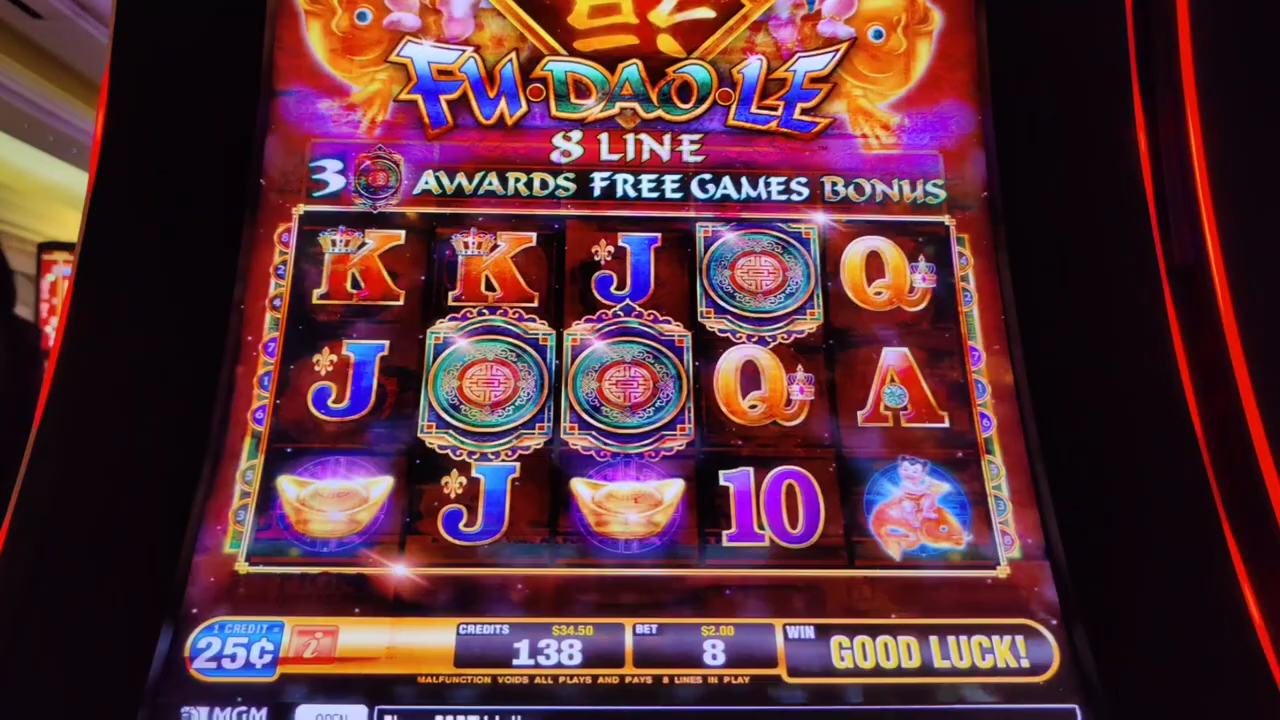 FU·DAO·LE
8 LINE
3 AWARDS FREE GAMES BONUS
K K J Q
J Q A
J 10
1 CREDIT =
25¢
i
CREDITS $34.50
138
BET $2.00
8
WIN GOOD LUCK!
MALFUNCTION VOIDS ALL PLAYS AND PAYS 8 LINES IN PLAY
MGM OPEN